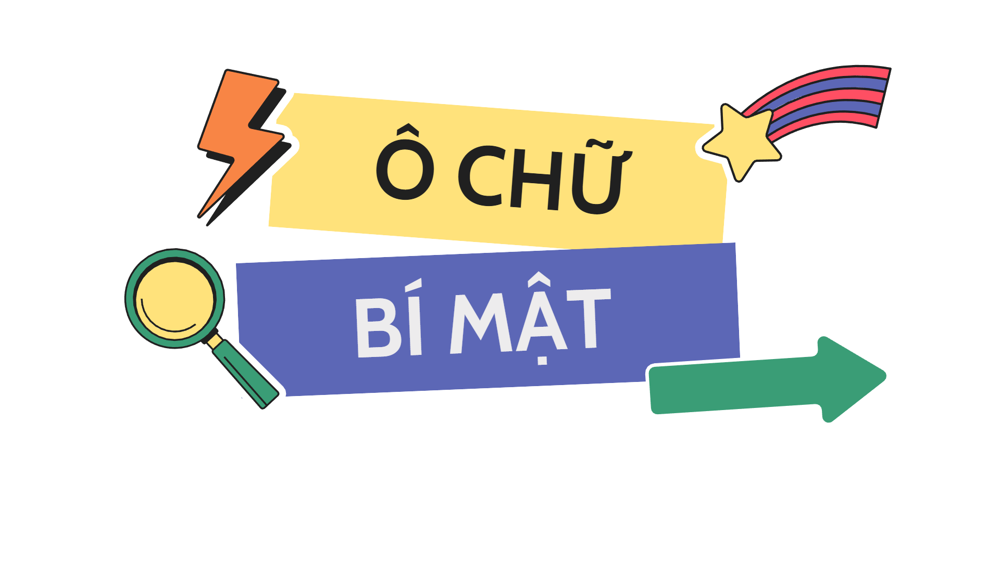 Ô CHỮ
BÍ MẬT